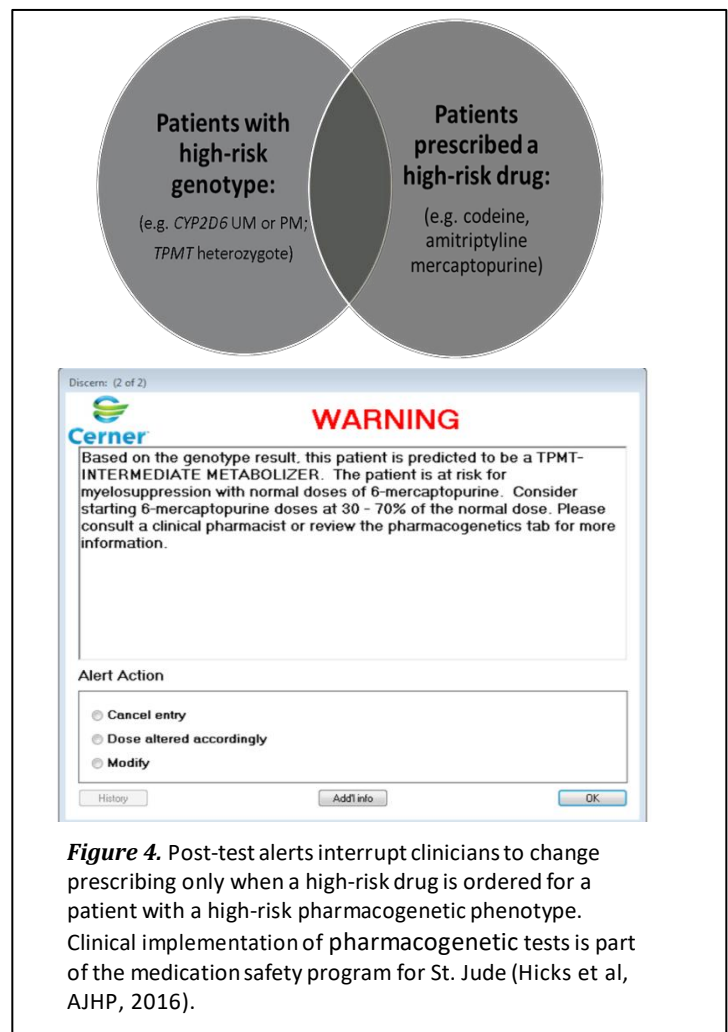 Patients with
high-risk
genotype:
(e.g. CYP2D6 UM or PM;
TPMT heterozygote)
Patients
prescribed a
high-risk drug:
(e.g. codeine,
amitriptyline
mercaptopurine)
Discern: (2 of 2)
Cerner
WARNING
Based on the genotype result, this patient is predicted to be a TPMT-
INTERMEDIATE METABOLIZER. The patient is at risk for
myelosuppression with normal doses of 6-mercaptopurine. Consider
starting 6-mercaptopurine doses at 30 - 70% of the normal dose. Please
consult a clinical pharmacist or review the pharmacogenetics tab for more
information.
Alert Action
Cancel entry
Dose altered accordingly
Modify
History
Add'l info
OK
Figure 4. Post-test alerts interrupt clinicians to change
prescribing only when a high-risk drug is ordered for a
patient with a high-risk pharmacogenetic phenotype.
Clinical implementation of pharmacogenetic tests is part
of the medication safety program for St. Jude (Hicks et al,
AJHP, 2016).